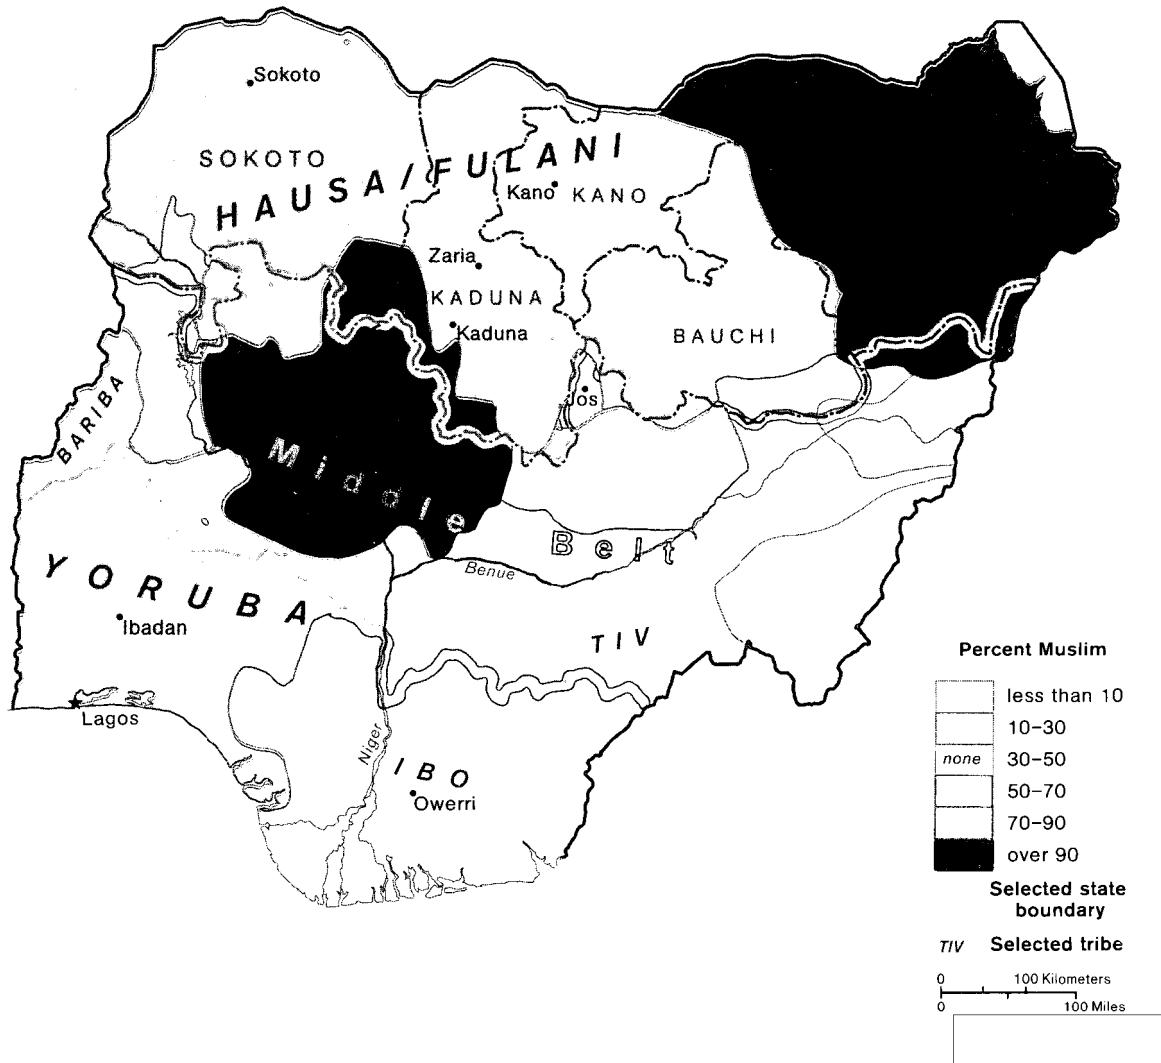 Sokoto
SOKOTO
HAUSA/FULANI
Kano
KANO
Zaria
KADUNA
Kaduna
BAUCHI
Jos
BARIBA
Middle
Belt
Benue
YORUBA
Ibadan
TIV
Lagos
Niger
IBO
Owerri
Percent Muslim
less than 10
10-30
none 30-50
50-70
70-90
over 90
Selected state
boundary
TIV Selected tribe
0 100 Kilometers
0 100 Miles